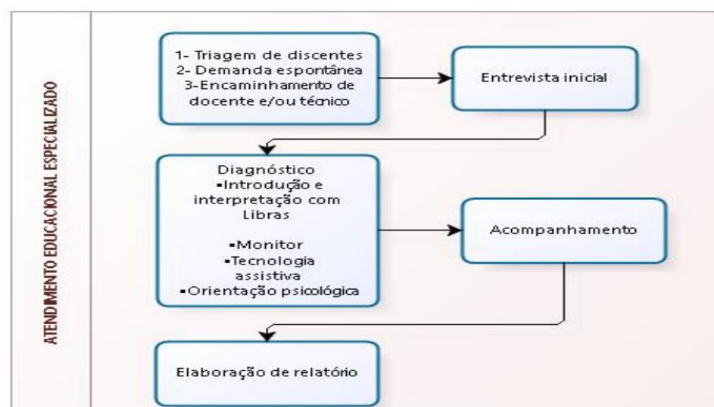 ATENDIMENTO EDUCACIONAL ESPECIALIZADO
1- Triagem de discentes
2- Demanda espontânea
3-Encaminhamento de
docente e/ou técnico
Entrevista inicial
Diagnóstico
▪Introdução e
interpretação com
Libras
▪Monitor
▪Tecnologia
assistiva
▪Orientação psicológica
Acompanhamento
Elaboração de relatório